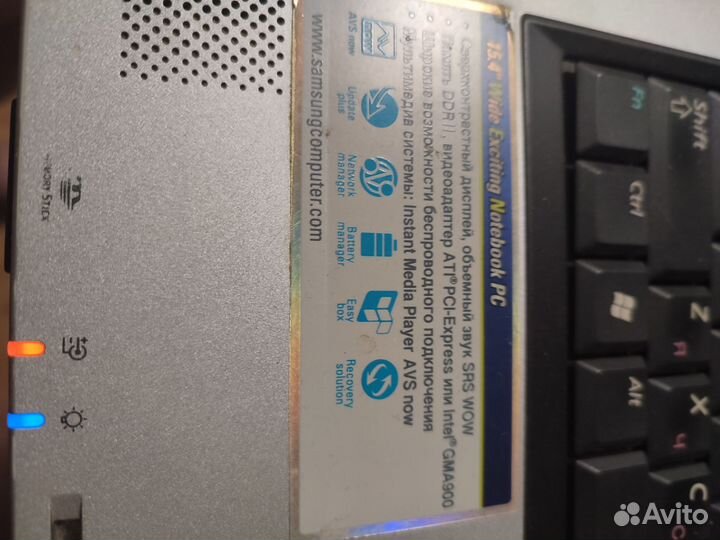 15.4" Wide Exciting Notebook PC
• Сверхконтрастный дисплей, объемный звук SRS WOW
• Память DDR II, видеоадаптер ATI® PCI-Express или Intel® GMA900
• Широкие возможности беспроводного подключения
• Мультимедиа системы: Instant Media Player AVS now
AVS now
Update plus
Network manager
Battery manager
Easy box
Recovery solution
www.samsungcomputer.com
MEMORY STICK
Shift
Fn
Ctrl
Alt
Z
Я
X
Ч
C
С
Avito